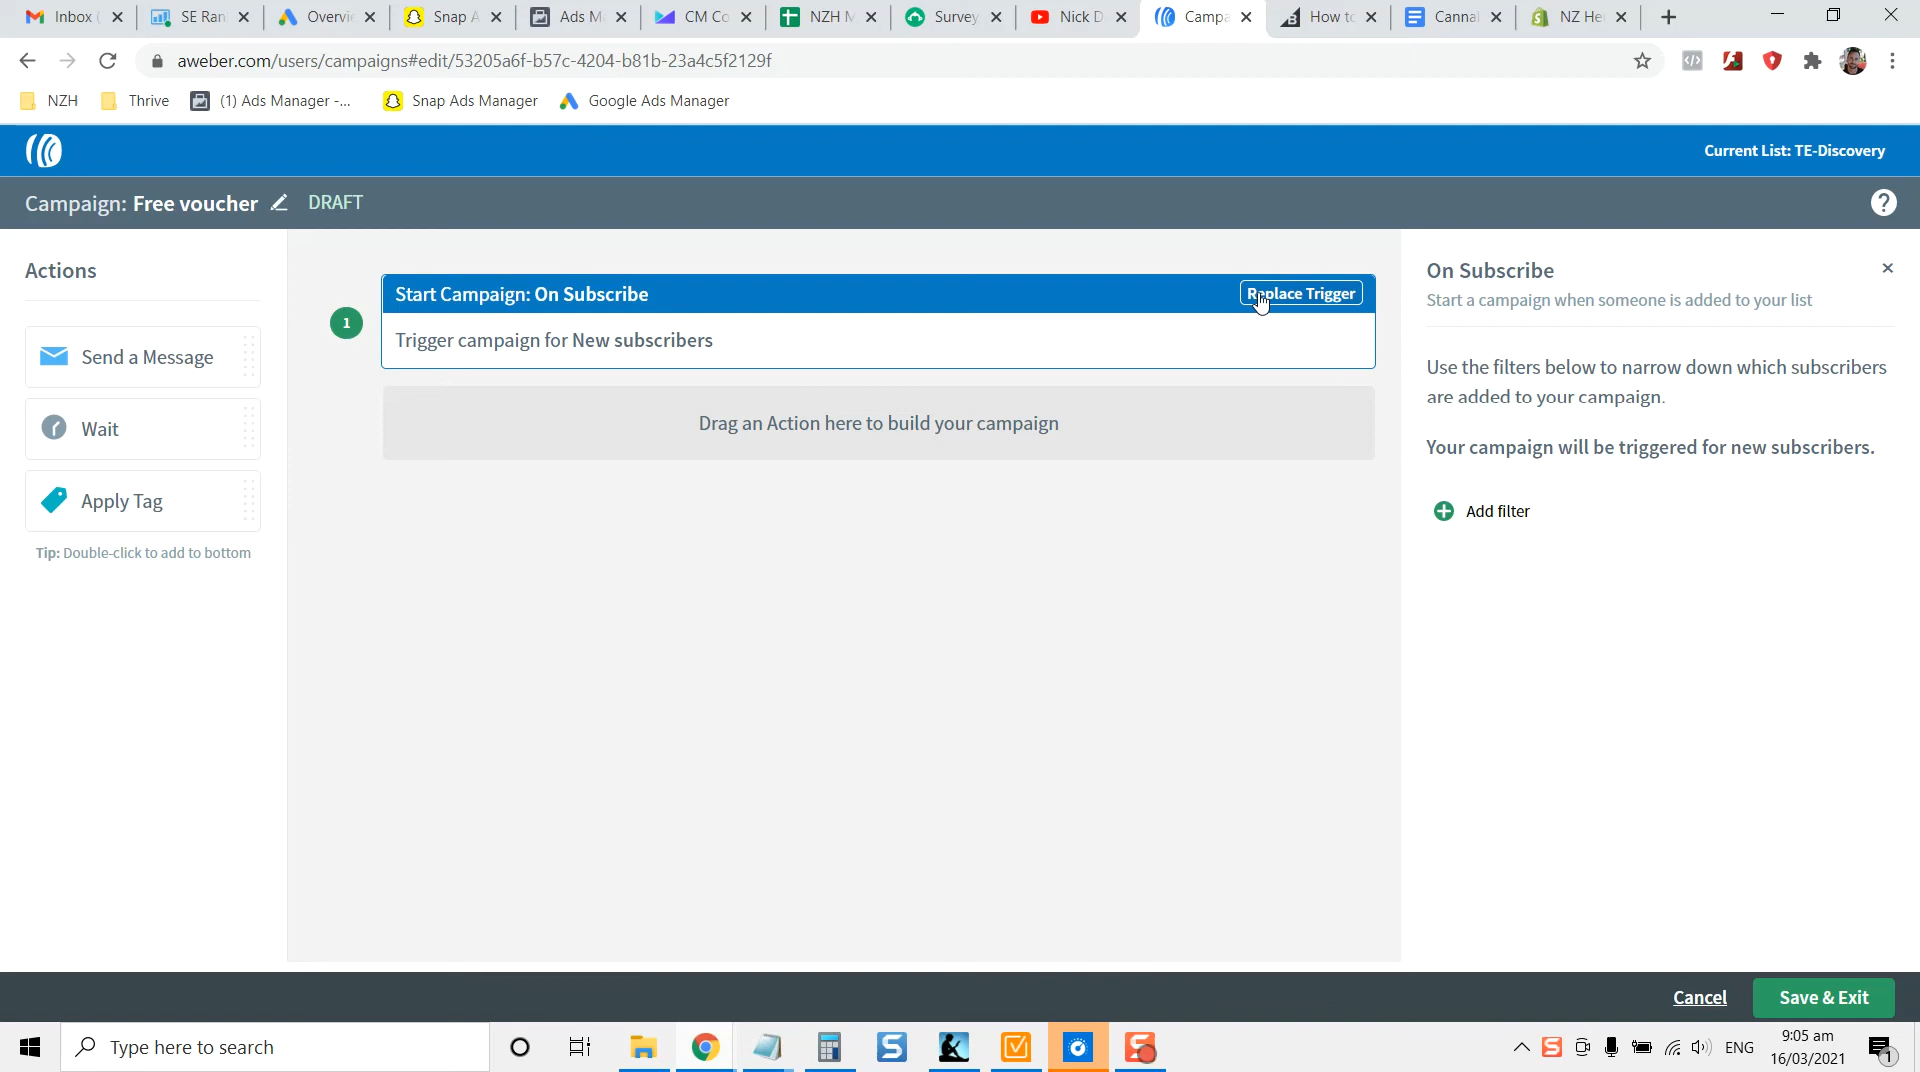 Inbox (
SE Ran
Overvie
Snap A
Ads M
CM Co
NZH M
Survey
Nick D
Campa
How to
Cannal
NZ He
aweber.com/users/campaigns#edit/53205a6f-b57c-4204-b81b-23a4c5f2129f
NZH
Thrive
(1) Ads Manager -...
Snap Ads Manager
Google Ads Manager
Current List: TE-Discovery
Campaign: Free voucher
DRAFT
Actions
Send a Message
Wait
Apply Tag
Tip: Double-click to add to bottom
1
Start Campaign: On Subscribe
Replace Trigger
Trigger campaign for New subscribers
Drag an Action here to build your campaign
On Subscribe
Start a campaign when someone is added to your list
Use the filters below to narrow down which subscribers
are added to your campaign.
Your campaign will be triggered for new subscribers.
Add filter
Cancel
Save & Exit
Type here to search
ENG
9:05 am
16/03/2021
1